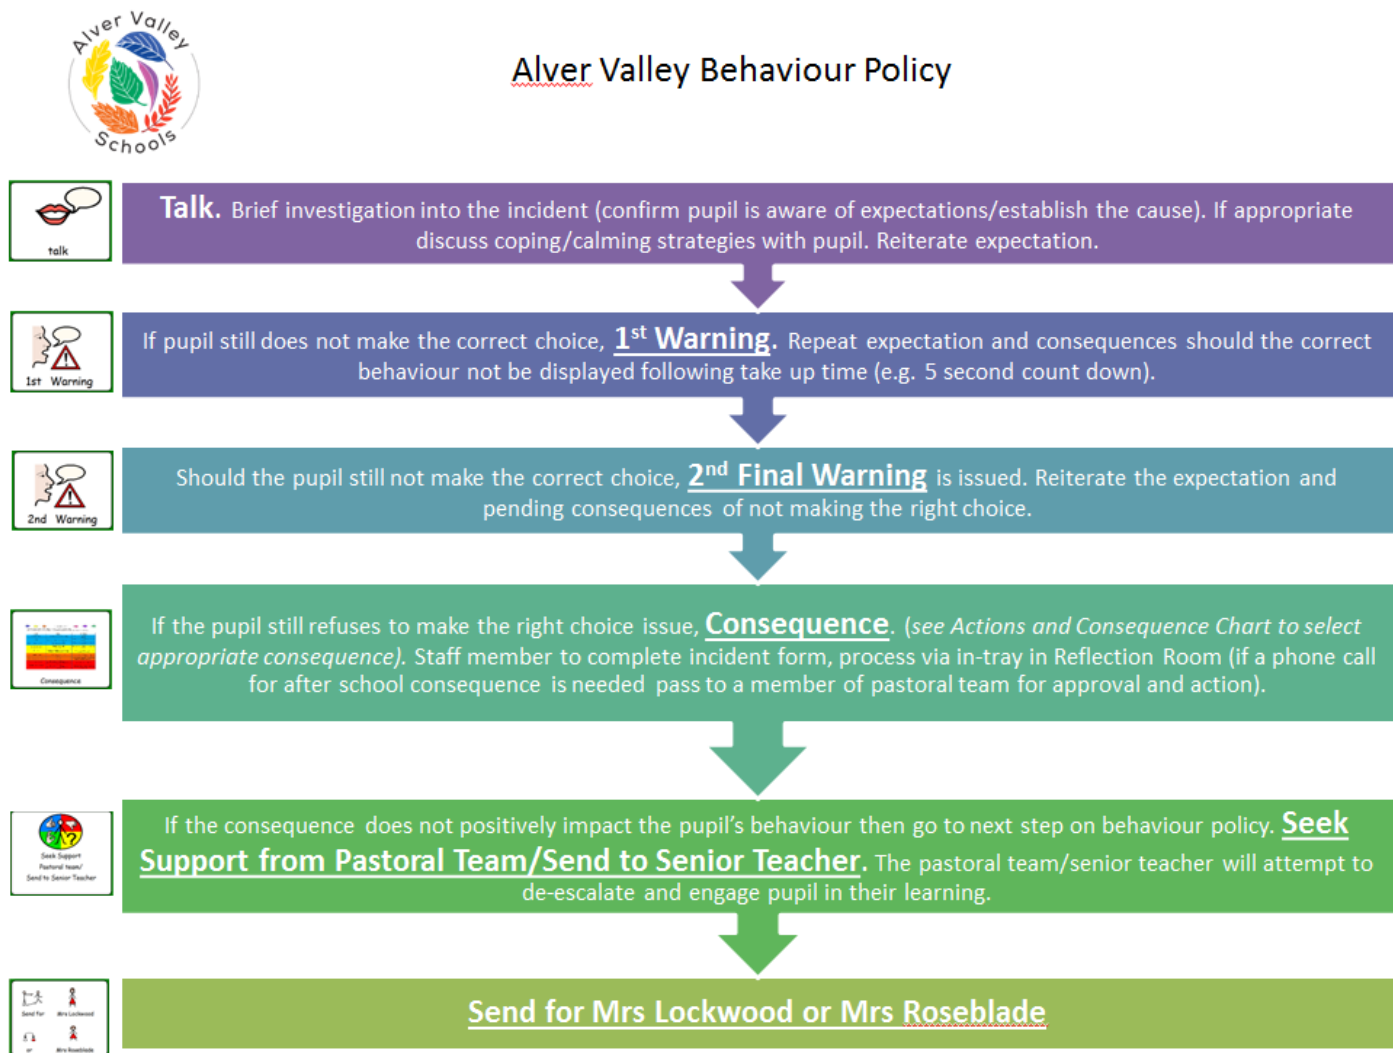 Alver Valley
Schools
Alver Valley Behaviour Policy
talk
Talk. Brief investigation into the incident (confirm pupil is aware of expectations/establish the cause). If appropriate
discuss coping/calming strategies with pupil. Reiterate expectation.
1st Warning
If pupil still does not make the correct choice, 1st Warning. Repeat expectation and consequences should the correct
behaviour not be displayed following take up time (e.g. 5 second count down).
2nd Warning
Should the pupil still not make the correct choice, 2nd Final Warning is issued. Reiterate the expectation and
pending consequences of not making the right choice.
Consequence
If the pupil still refuses to make the right choice issue, Consequence. (see Actions and Consequence Chart to select
appropriate consequence). Staff member to complete incident form, process via in-tray in Reflection Room (if a phone call
for after school consequence is needed pass to a member of pastoral team for approval and action).
Seek Support
Pastoral team/
Send to Senior Teacher
If the consequence does not positively impact the pupil's behaviour then go to next step on behaviour policy. Seek
Support from Pastoral Team/Send to Senior Teacher. The pastoral team/senior teacher will attempt to
de-escalate and engage pupil in their learning.
Send for Mrs Lockwood
or Mrs Roseblade
Send for Mrs Lockwood or Mrs Roseblade